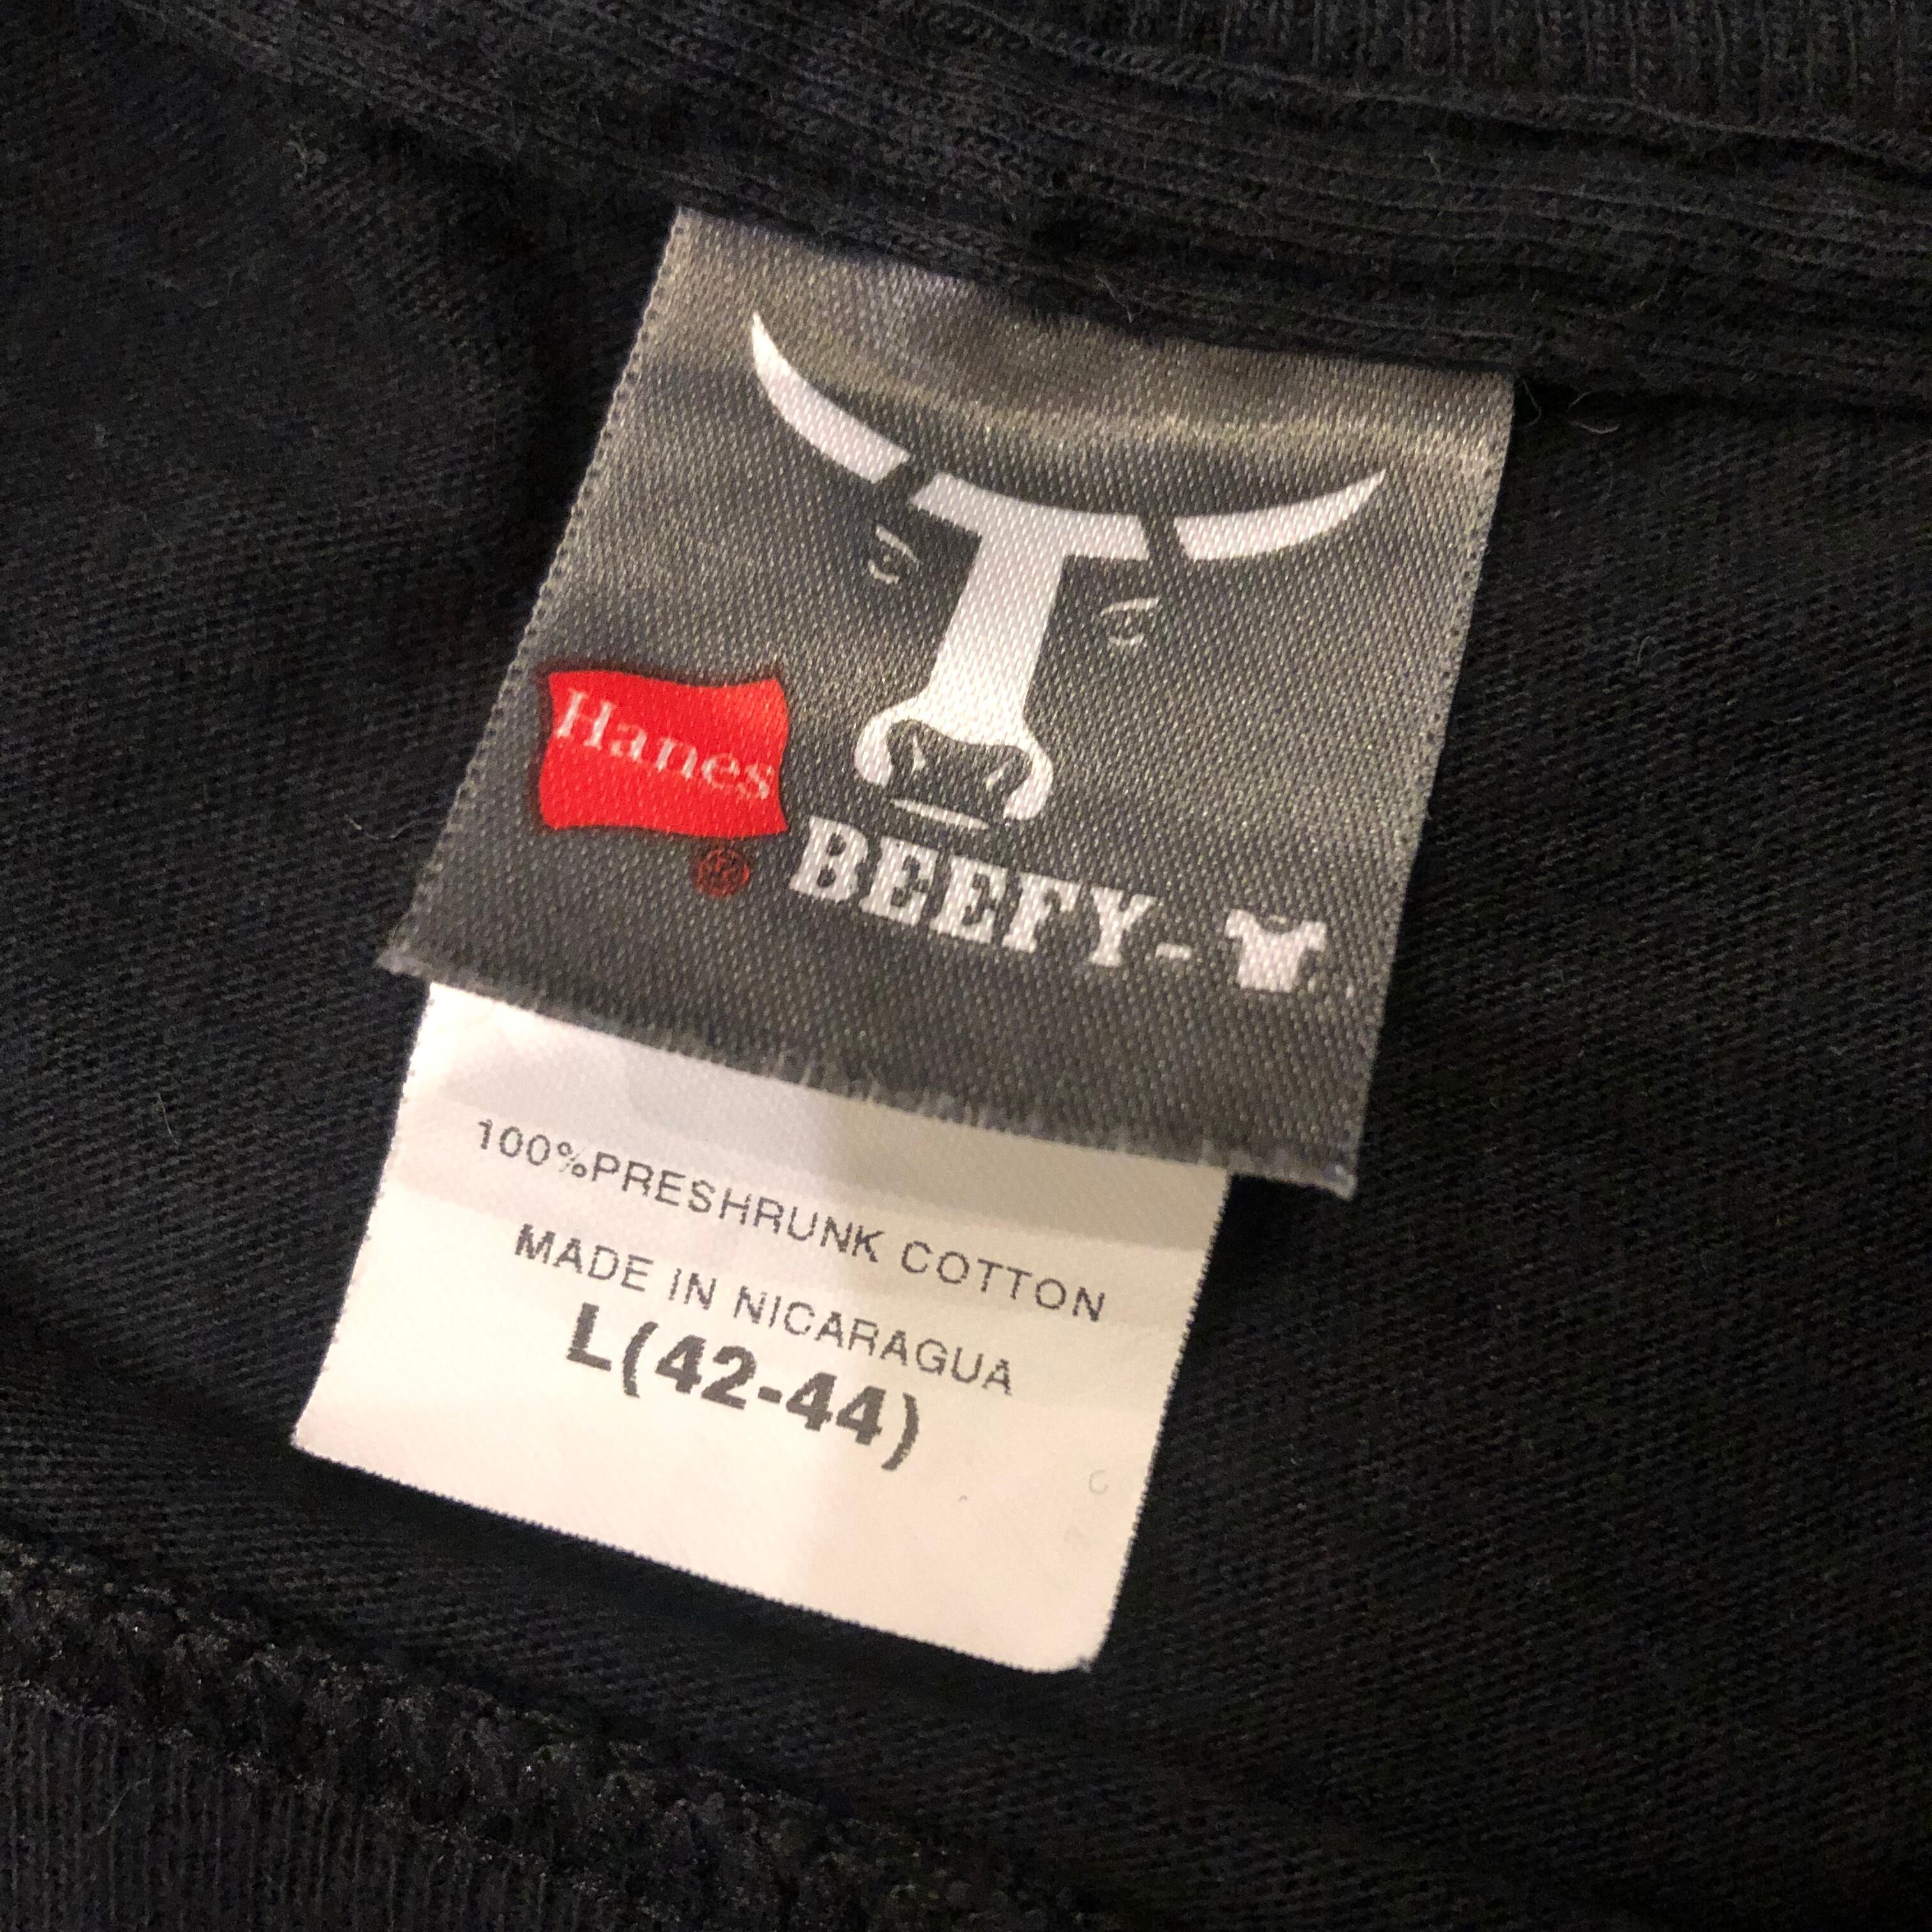 Hanes
®
BEEFY-
100%PRESHRUNK COTTON
MADE IN NICARAGUA
L(42-44)